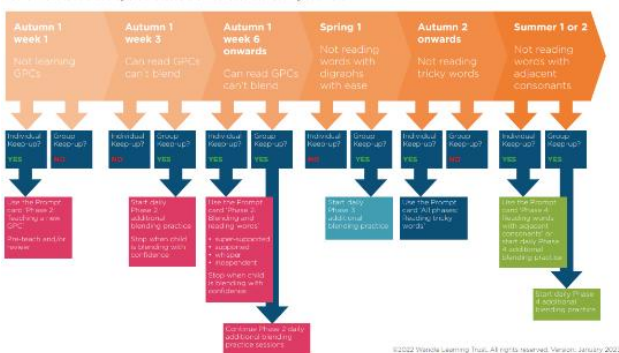 Autumn 1
week 1
Not learning
GPCs
Autumn 1
week 3
Can read GPCs
can't blend
Autumn 1
week 6
onwards
Can read GPCs
can't blend
Spring 1
Not reading
words with
digraphs
with ease
Autumn 2
onwards
Not reading
tricky words
Summer 1 or 2
Not reading
words with
adjacent
consonants
Individual
Keep-up?
YES
Group
Keep-up?
NO
Individual
Keep-up?
NO
Group
Keep-up?
YES
Individual
Keep-up?
YES
Group
Keep-up?
YES
Individual
Keep-up?
NO
Group
Keep-up?
YES
Individual
Keep-up?
YES
Group
Keep-up?
NO
Individual
Keep-up?
YES
Group
Keep-up?
YES
Use the Prompt
card 'Phase 2:
Teaching a new
GPC'
Pre-teach and/or
review
Start daily
Phase 2
additional
blending practice
Stop when child
is blending with
confidence
Use the Prompt
card 'Phase 2:
Blending and
reading words'
• super-supported
• supported
• whisper
• independent
Stop when child
is blending with
confidence
Start daily
Phase 3
additional
blending practice
Use the Prompt
card 'All phases:
Reading tricky
words'
Use the Prompt
card 'Phase 4:
Reading words
with adjacent
consonants' or
start daily Phase
4 additional
blending practice
Start daily Phase
4 additional
blending practice
Continue Phase 2 daily
additional blending
practice sessions
©2022 Wandle Learning Trust. All rights reserved. Version: January 2022